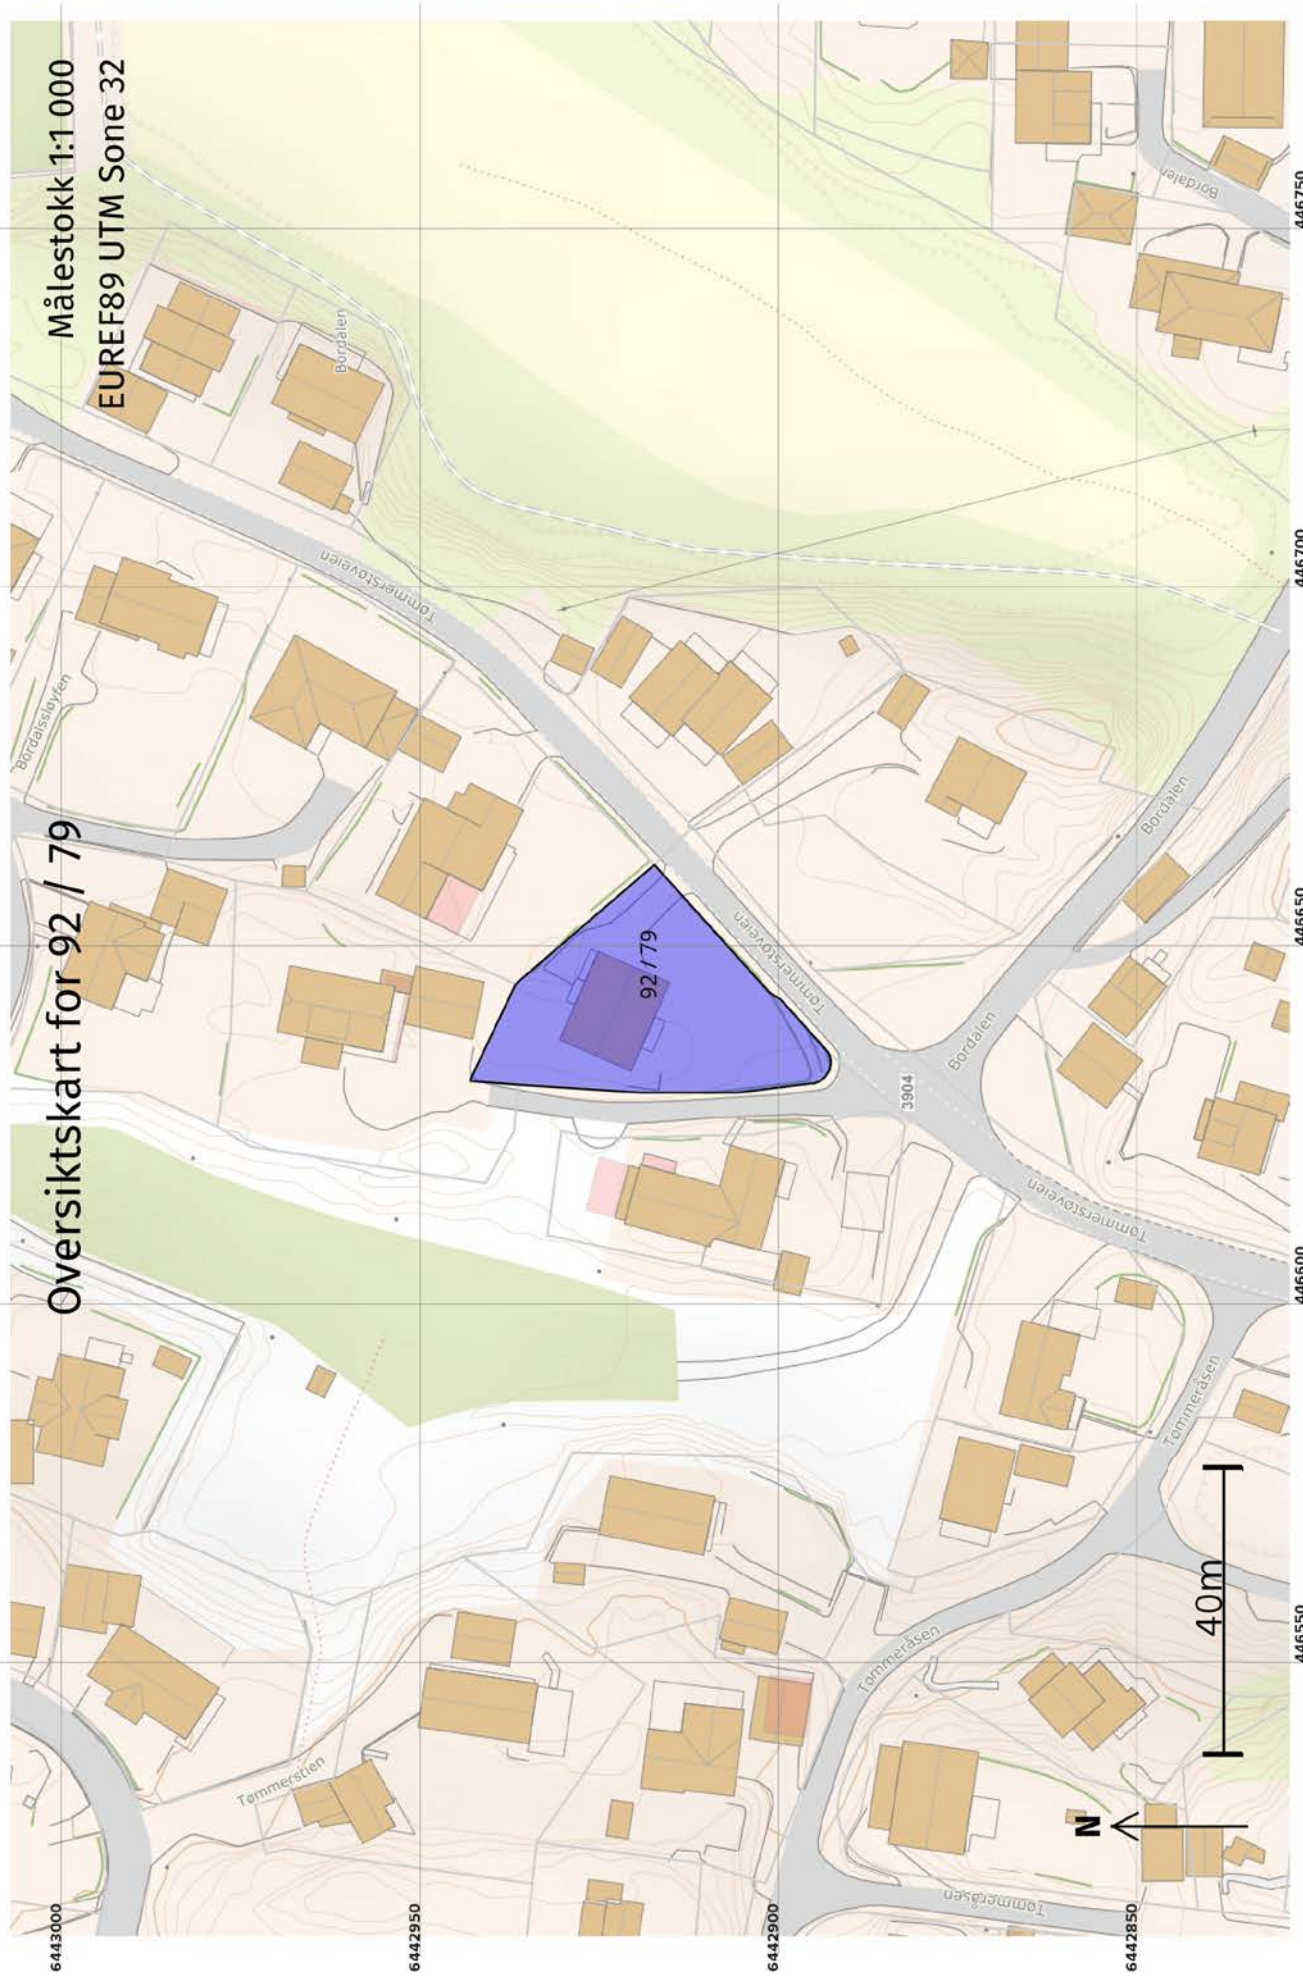 Oversiktskart for 92 / 79
Målestokk 1:1 000
EUREF89 UTM Sone 32
6443000
6442950
6442900
6442850
446550
446600
446650
446700
446750
Bordalssløyfen
Bordalen
Tømmerstøveien
Tømmerstien
92 / 79
Tømmerstøveien
3904
Bordalen
Bordalen
Bordalen
Tømmerstøveien
Tømmeråsen
Tømmeråsen
Tømmeråsen
N
40m